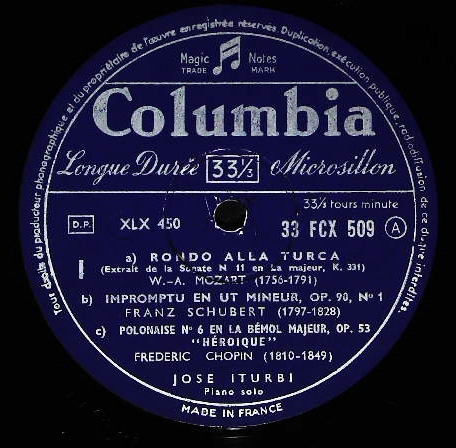 Tous droits du producteur phonographique et du propriétaire de l'œuvre enregistrée réservés. Duplication, exécution publique, radiodiffusion de ce disque interdites.
Magic Notes
TRADE MARK
Columbia
Longue Durée 33⅓ Microsillon
33⅓ tours minute
D.P. XLX 450 33 FCX 509 A
I
a) RONDO ALLA TURCA
(Extrait de la Sonate N 11 en La majeur, K. 331)
W.-A. MOZART (1756-1791)
b) IMPROMPTU EN UT MINEUR, OP. 90, N° 1
FRANZ SCHUBERT (1797-1828)
c) POLONAISE N° 6 EN LA BÉMOL MAJEUR, OP. 53
"HÉROIQUE"
FREDERIC CHOPIN (1810-1849)
JOSE ITURBI
Piano solo
MADE IN FRANCE